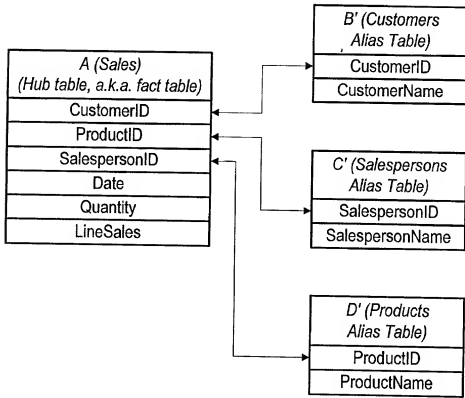 A (Sales)
(Hub table, a.k.a. fact table)
CustomerID
ProductID
SalespersonID
Date
Quantity
LineSales
B' (Customers
Alias Table)
CustomerID
CustomerName
C' (Salespersons
Alias Table)
SalespersonID
SalespersonName
D' (Products
Alias Table)
ProductID
ProductName